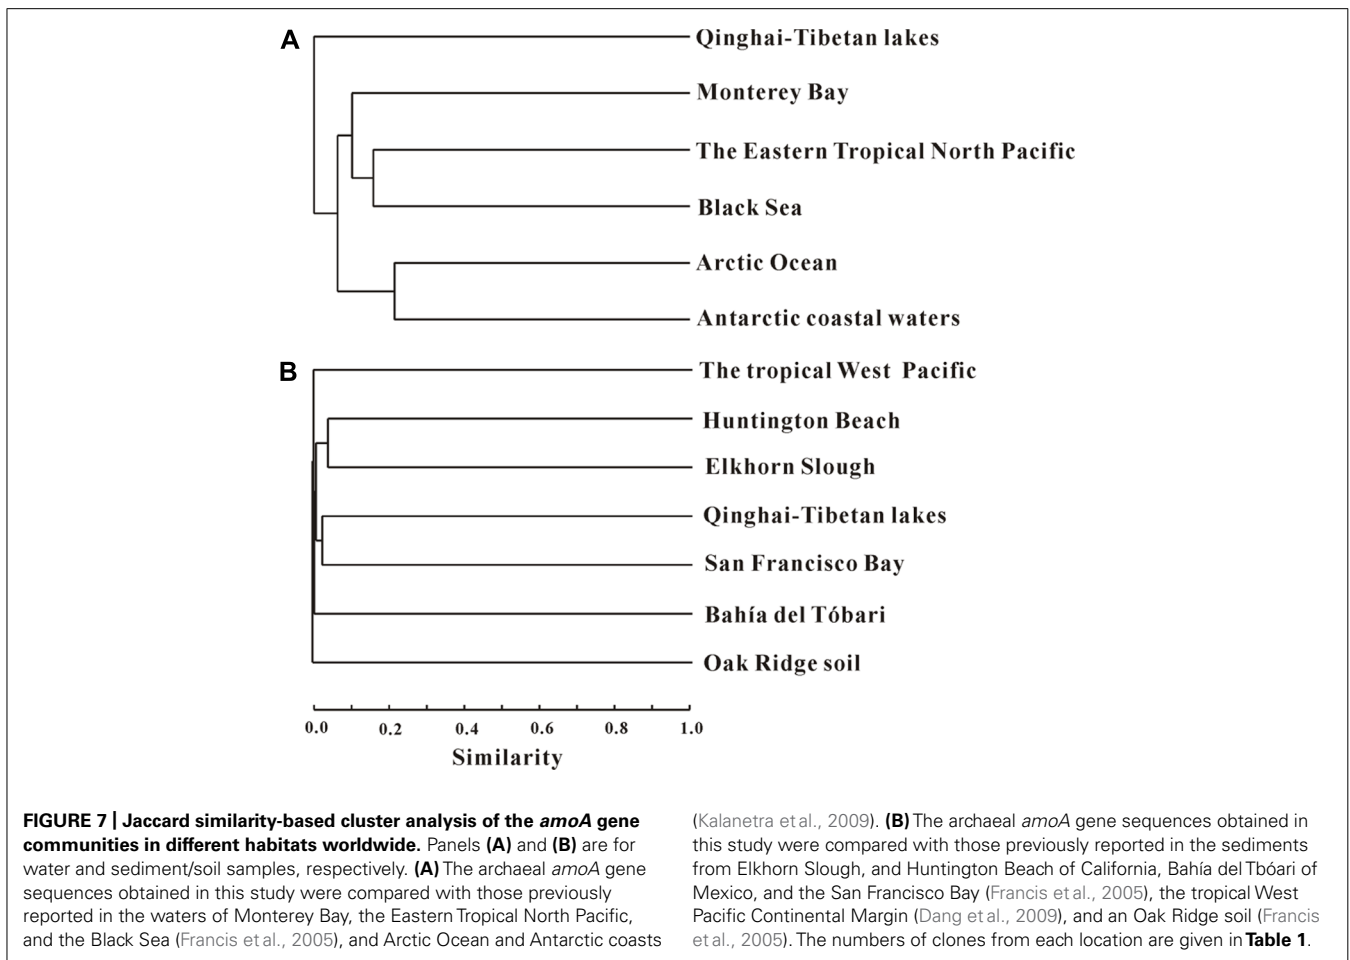 A
Qinghai-Tibetan lakes
Monterey Bay
The Eastern Tropical North Pacific
Black Sea
Arctic Ocean
Antarctic coastal waters
B
The tropical West Pacific
Huntington Beach
Elkhorn Slough
Qinghai-Tibetan lakes
San Francisco Bay
Bahía del Tóbari
Oak Ridge soil
0.0 0.2 0.4 0.6 0.8 1.0
Similarity
FIGURE 7 | Jaccard similarity-based cluster analysis of the amoA gene
communities in different habitats worldwide. Panels (A) and (B) are for
water and sediment/soil samples, respectively. (A) The archaeal amoA gene
sequences obtained in this study were compared with those previously
reported in the waters of Monterey Bay, the Eastern Tropical North Pacific,
and the Black Sea (Francis et al., 2005), and Arctic Ocean and Antarctic coasts
(Kalanetra et al., 2009). (B) The archaeal amoA gene sequences obtained in
this study were compared with those previously reported in the sediments
from Elkhorn Slough, and Huntington Beach of California, Bahía del Tbóari of
Mexico, and the San Francisco Bay (Francis et al., 2005), the tropical West
Pacific Continental Margin (Dang et al., 2009), and an Oak Ridge soil (Francis
et al., 2005). The numbers of clones from each location are given in Table 1.